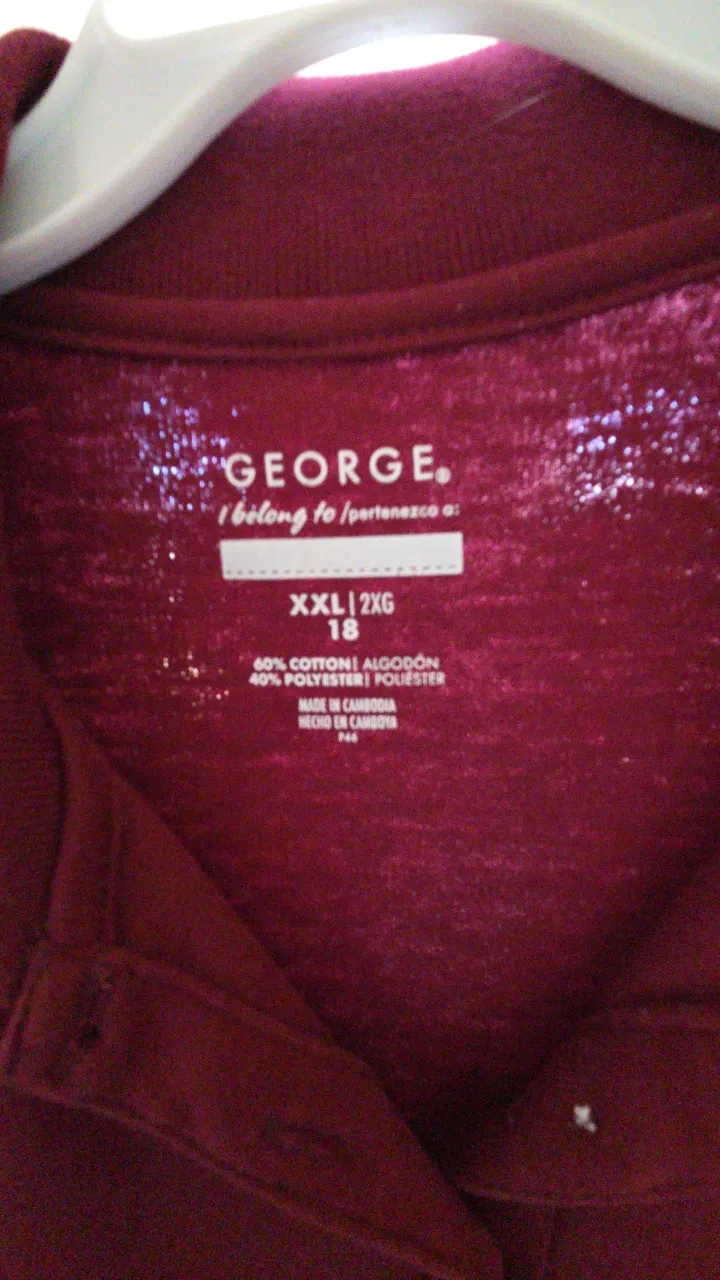 GEORGE®
I belong to / pertenezco a:
XXL | 2XG
18
60% COTTON | ALGODÓN
40% POLYESTER | POLIÉSTER
MADE IN CAMBODIA
HECHO EN CAMBOYA